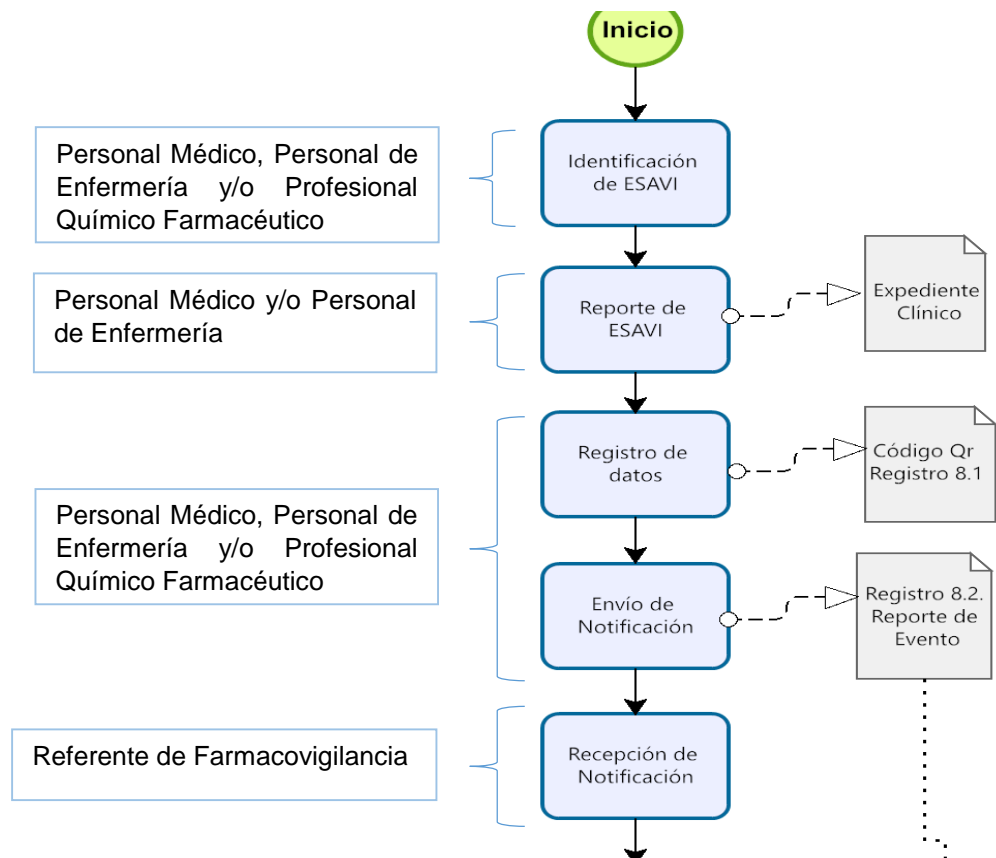 Inicio
Personal Médico, Personal de
Enfermería y/o Profesional
Químico Farmacéutico
Identificación
de ESAVI
Personal Médico y/o Personal
de Enfermería
Reporte de
ESAVI
Expediente
Clínico
Registro de
datos
Código Qr
Registro 8.1
Personal Médico, Personal de
Enfermería y/o Profesional
Químico Farmacéutico
Envío de
Notificación
Registro 8.2.
Reporte de
Evento
Referente de Farmacovigilancia
Recepción de
Notificación